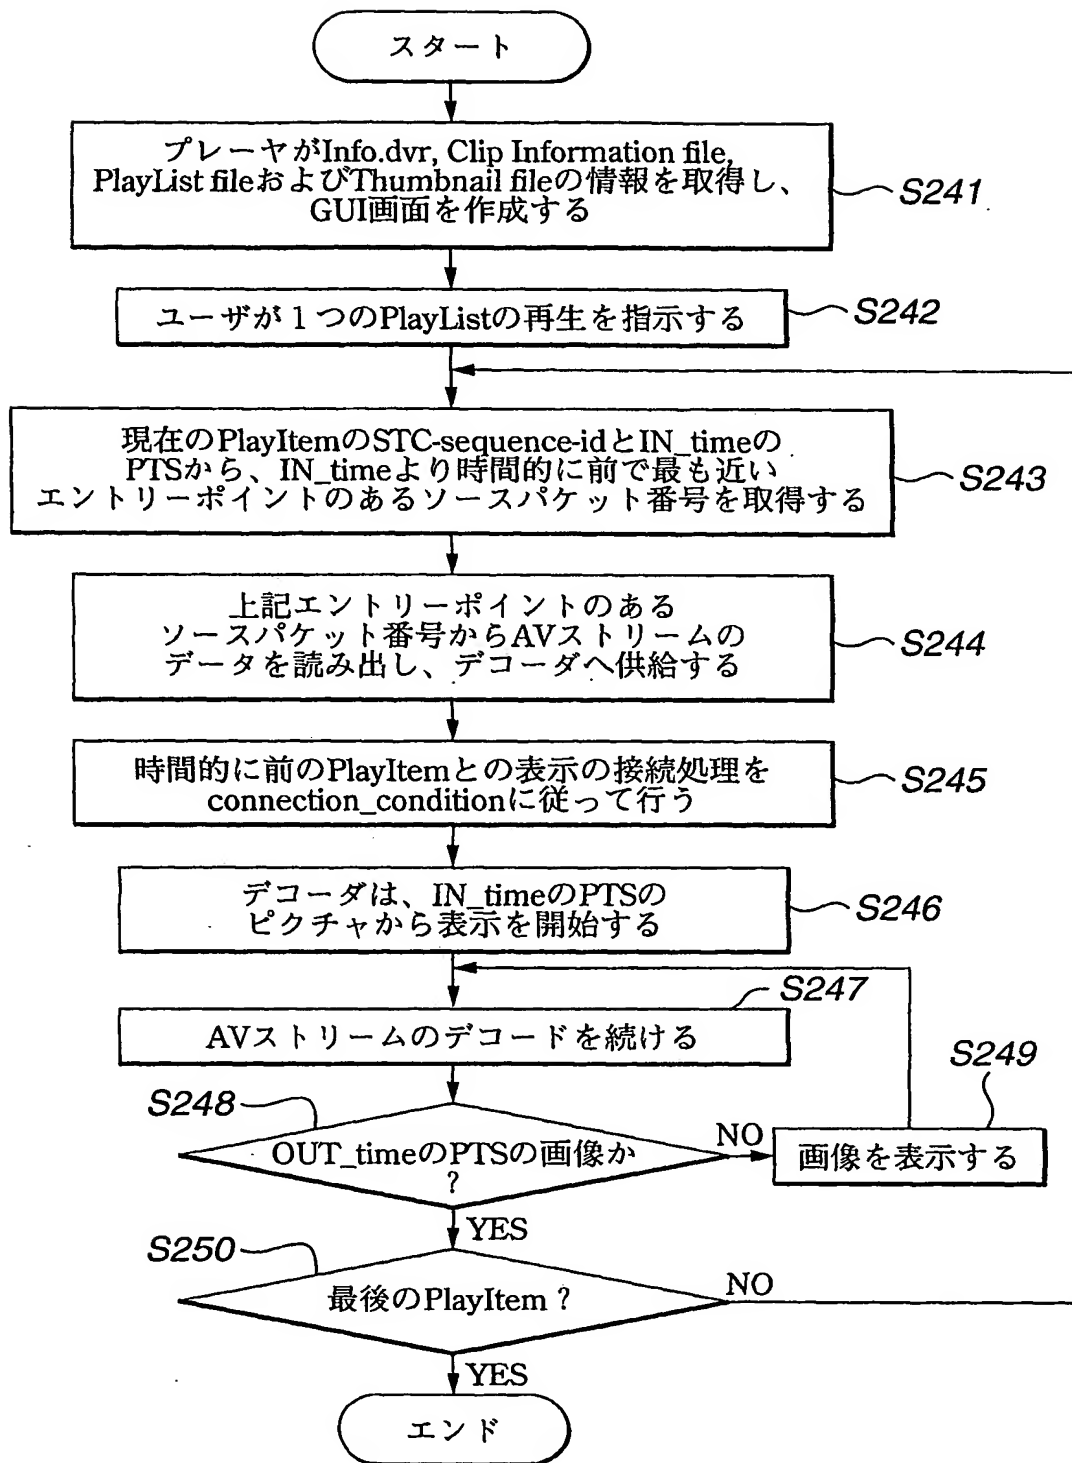 スタート
プレーヤがInfo.dvr, Clip Information file,
PlayList fileおよびThumbnail fileの情報を取得し、
GUI画面を作成する
S241
ユーザが１つのPlayListの再生を指示する
S242
現在のPlayItemのSTC-sequence-idとIN_timeの
PTSから、IN_timeより時間的に前で最も近い
エントリーポイントのあるソースパケット番号を取得する
S243
上記エントリーポイントのある
ソースパケット番号からAVストリームの
データを読み出し、デコーダへ供給する
S244
時間的に前のPlayItemとの表示の接続処理を
connection_conditionに従って行う
S245
デコーダは、IN_timeのPTSの
ピクチャから表示を開始する
S246
S247
AVストリームのデコードを続ける
S248
OUT_timeのPTSの画像か
？
NO
S249
画像を表示する
YES
S250
最後のPlayItem？
NO
YES
エンド